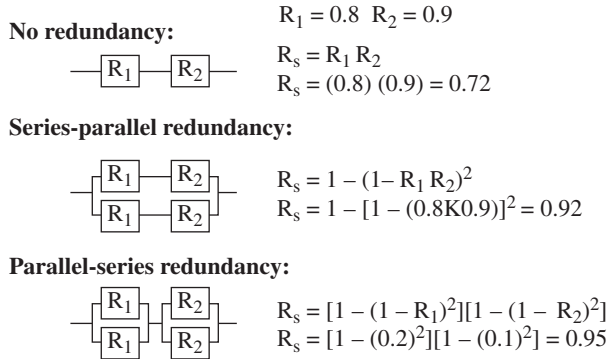 R₁ = 0.8 R₂ = 0.9
No redundancy:
R₁ R₂
Rₛ = R₁ R₂
Rₛ = (0.8) (0.9) = 0.72
Series-parallel redundancy:
R₁ R₂
R₁ R₂
Rₛ = 1 – (1– R₁ R₂)²
Rₛ = 1 – [1 – (0.8K0.9)]² = 0.92
Parallel-series redundancy:
R₁ R₂
R₁ R₂
Rₛ = [1 – (1 – R₁)²][1 – (1 – R₂)²]
Rₛ = [1 – (0.2)²][1 – (0.1)²] = 0.95